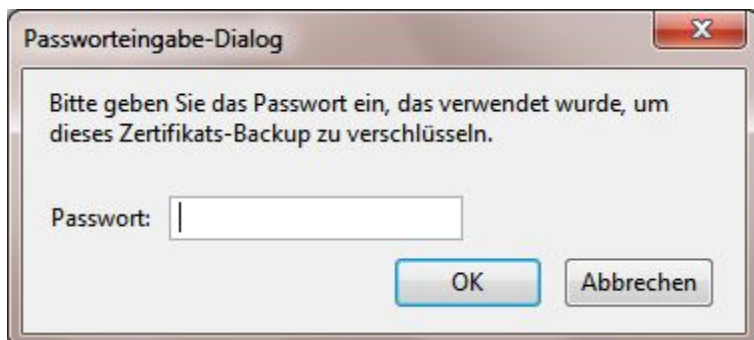 Passworteingabe-Dialog
Bitte geben Sie das Passwort ein, das verwendet wurde, um
dieses Zertifikats-Backup zu verschlüsseln.
Passwort:
OK
Abbrechen